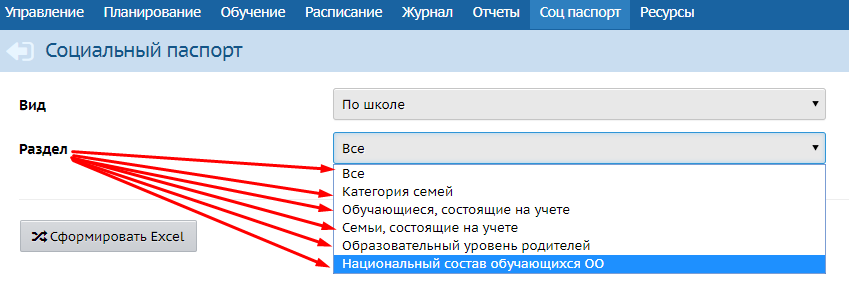 Управление Планирование Обучение Расписание Журнал Отчеты Соц паспорт Ресурсы
Социальный паспорт
Вид По школе
Раздел Все
Все
Категория семей
Обучающиеся, состоящие на учете
Семьи, состоящие на учете
Образовательный уровень родителей
Сформировать Excel
Национальный состав обучающихся ОО